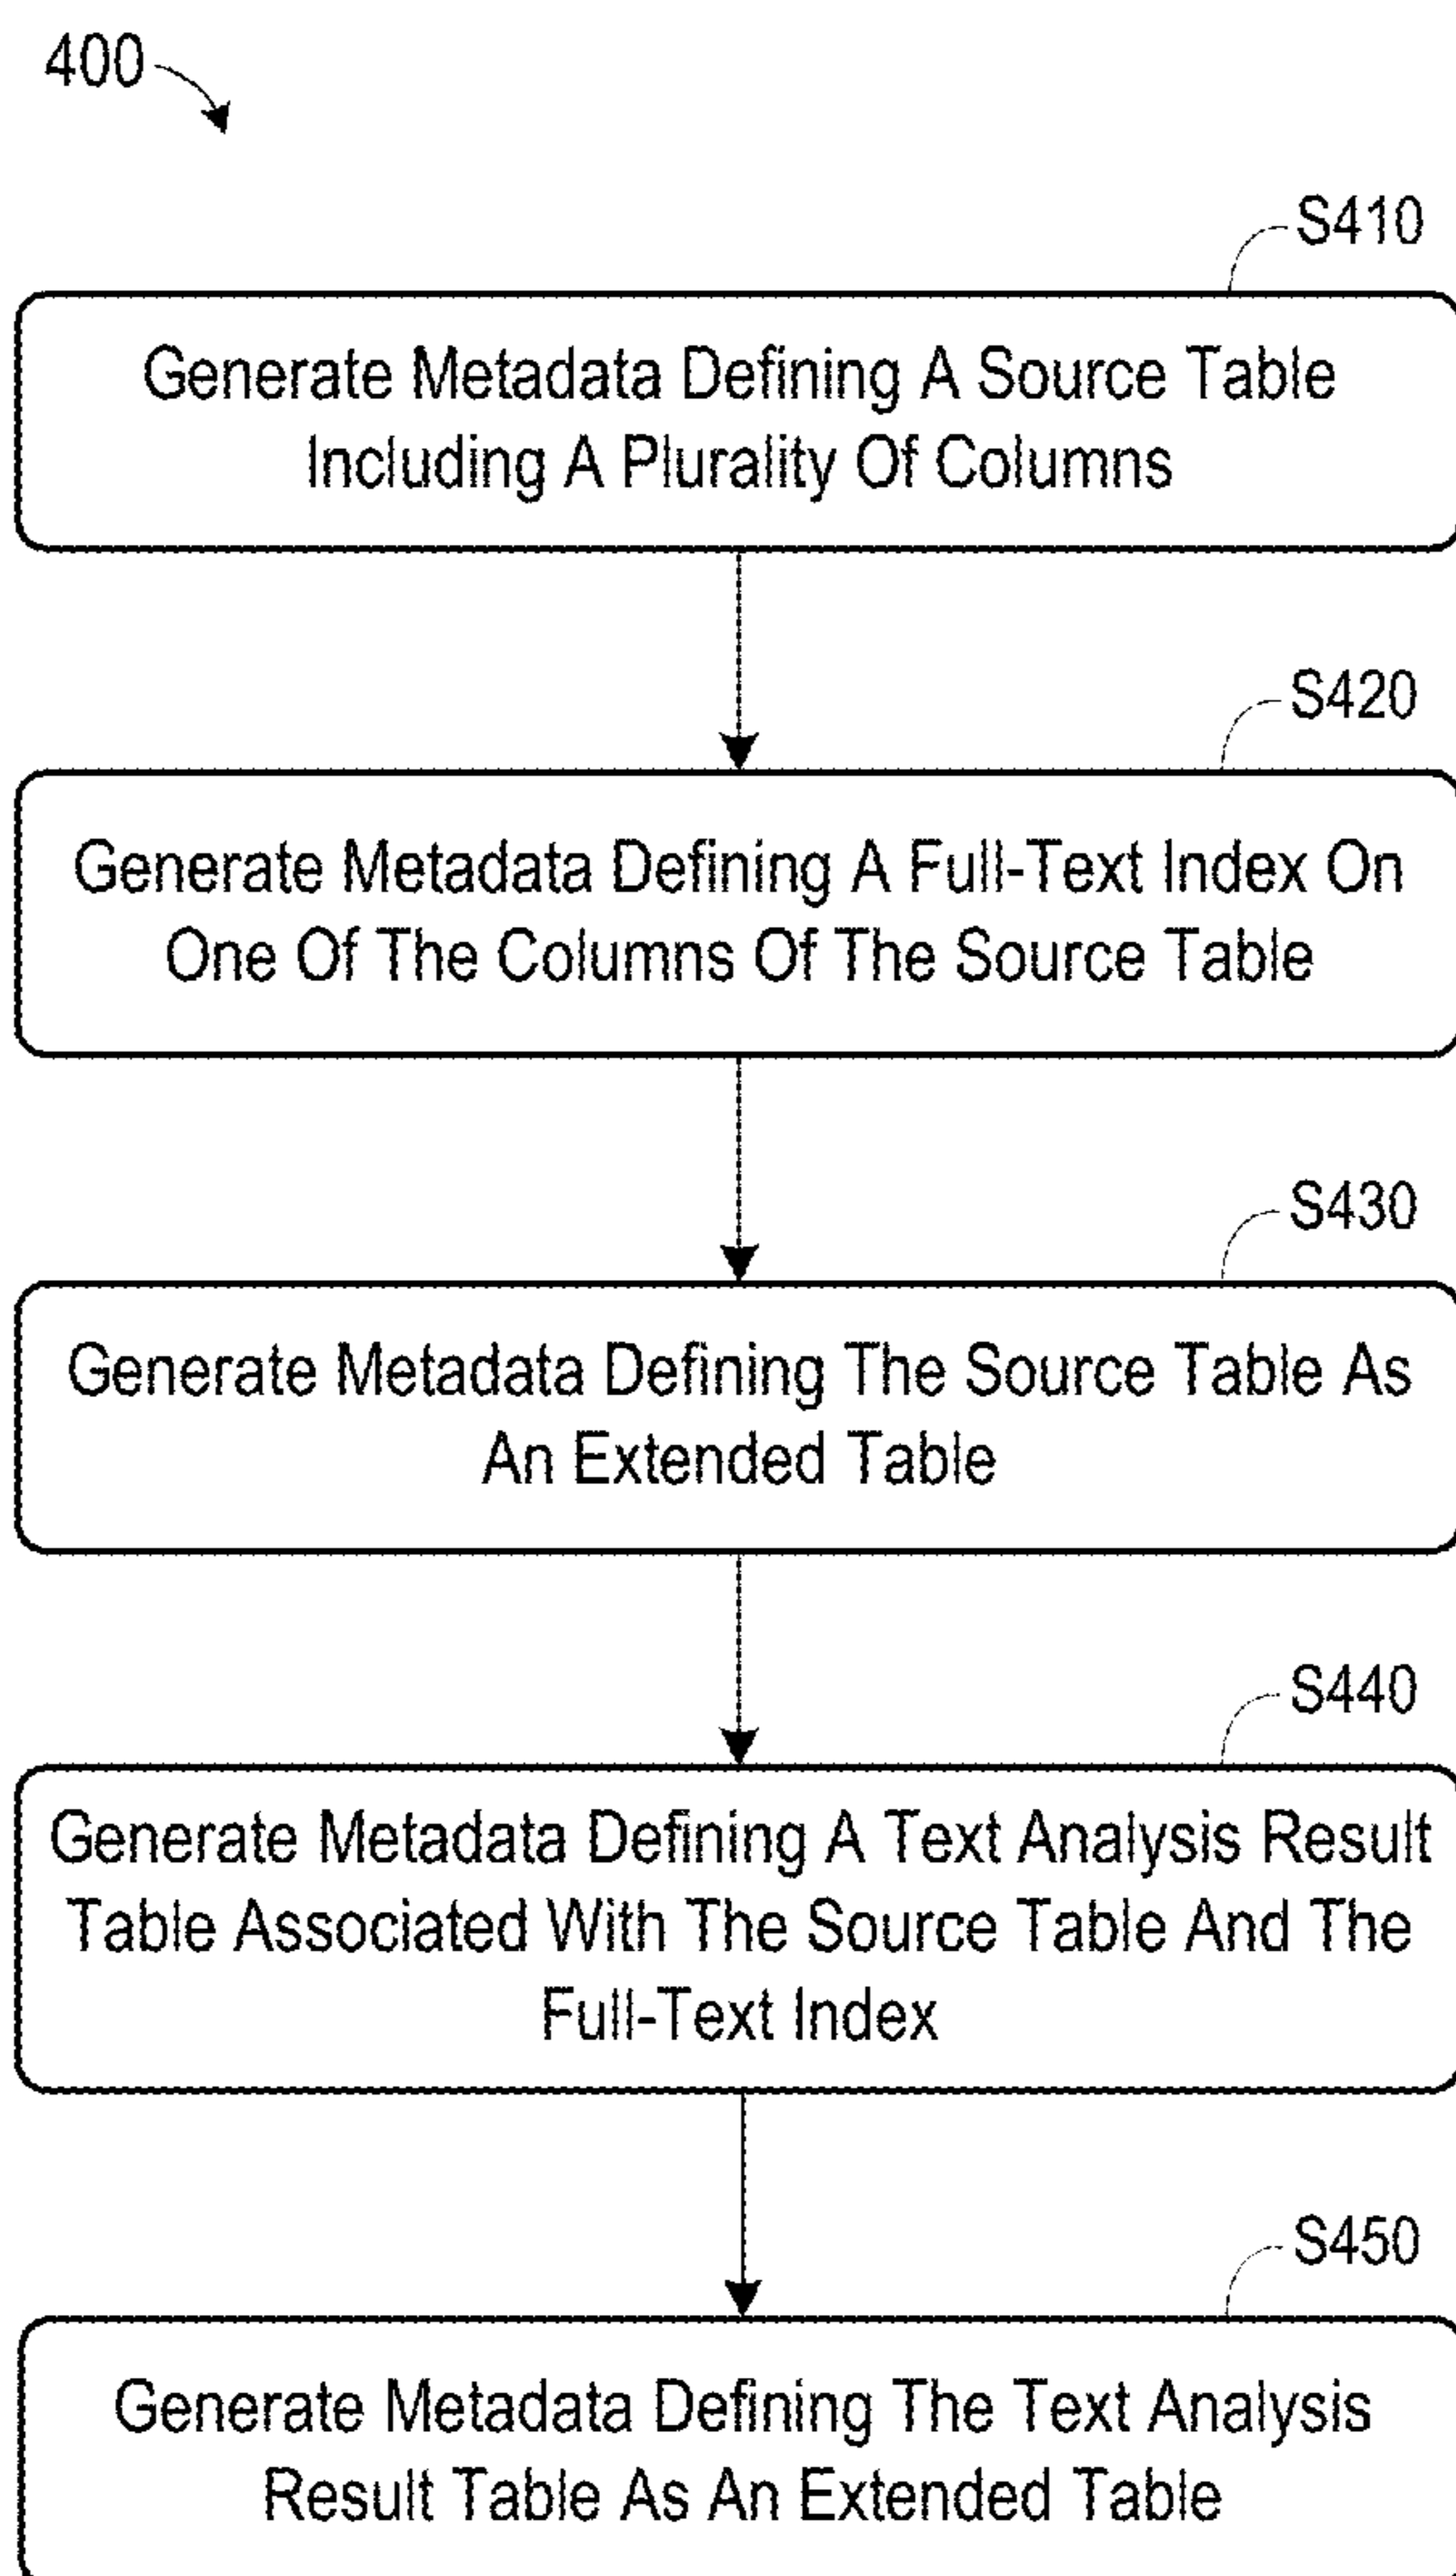 400
S410
Generate Metadata Defining A Source Table
Including A Plurality Of Columns
S420
Generate Metadata Defining A Full-Text Index On
One Of The Columns Of The Source Table
S430
Generate Metadata Defining The Source Table As
An Extended Table
S440
Generate Metadata Defining A Text Analysis Result
Table Associated With The Source Table And The
Full-Text Index
S450
Generate Metadata Defining The Text Analysis
Result Table As An Extended Table